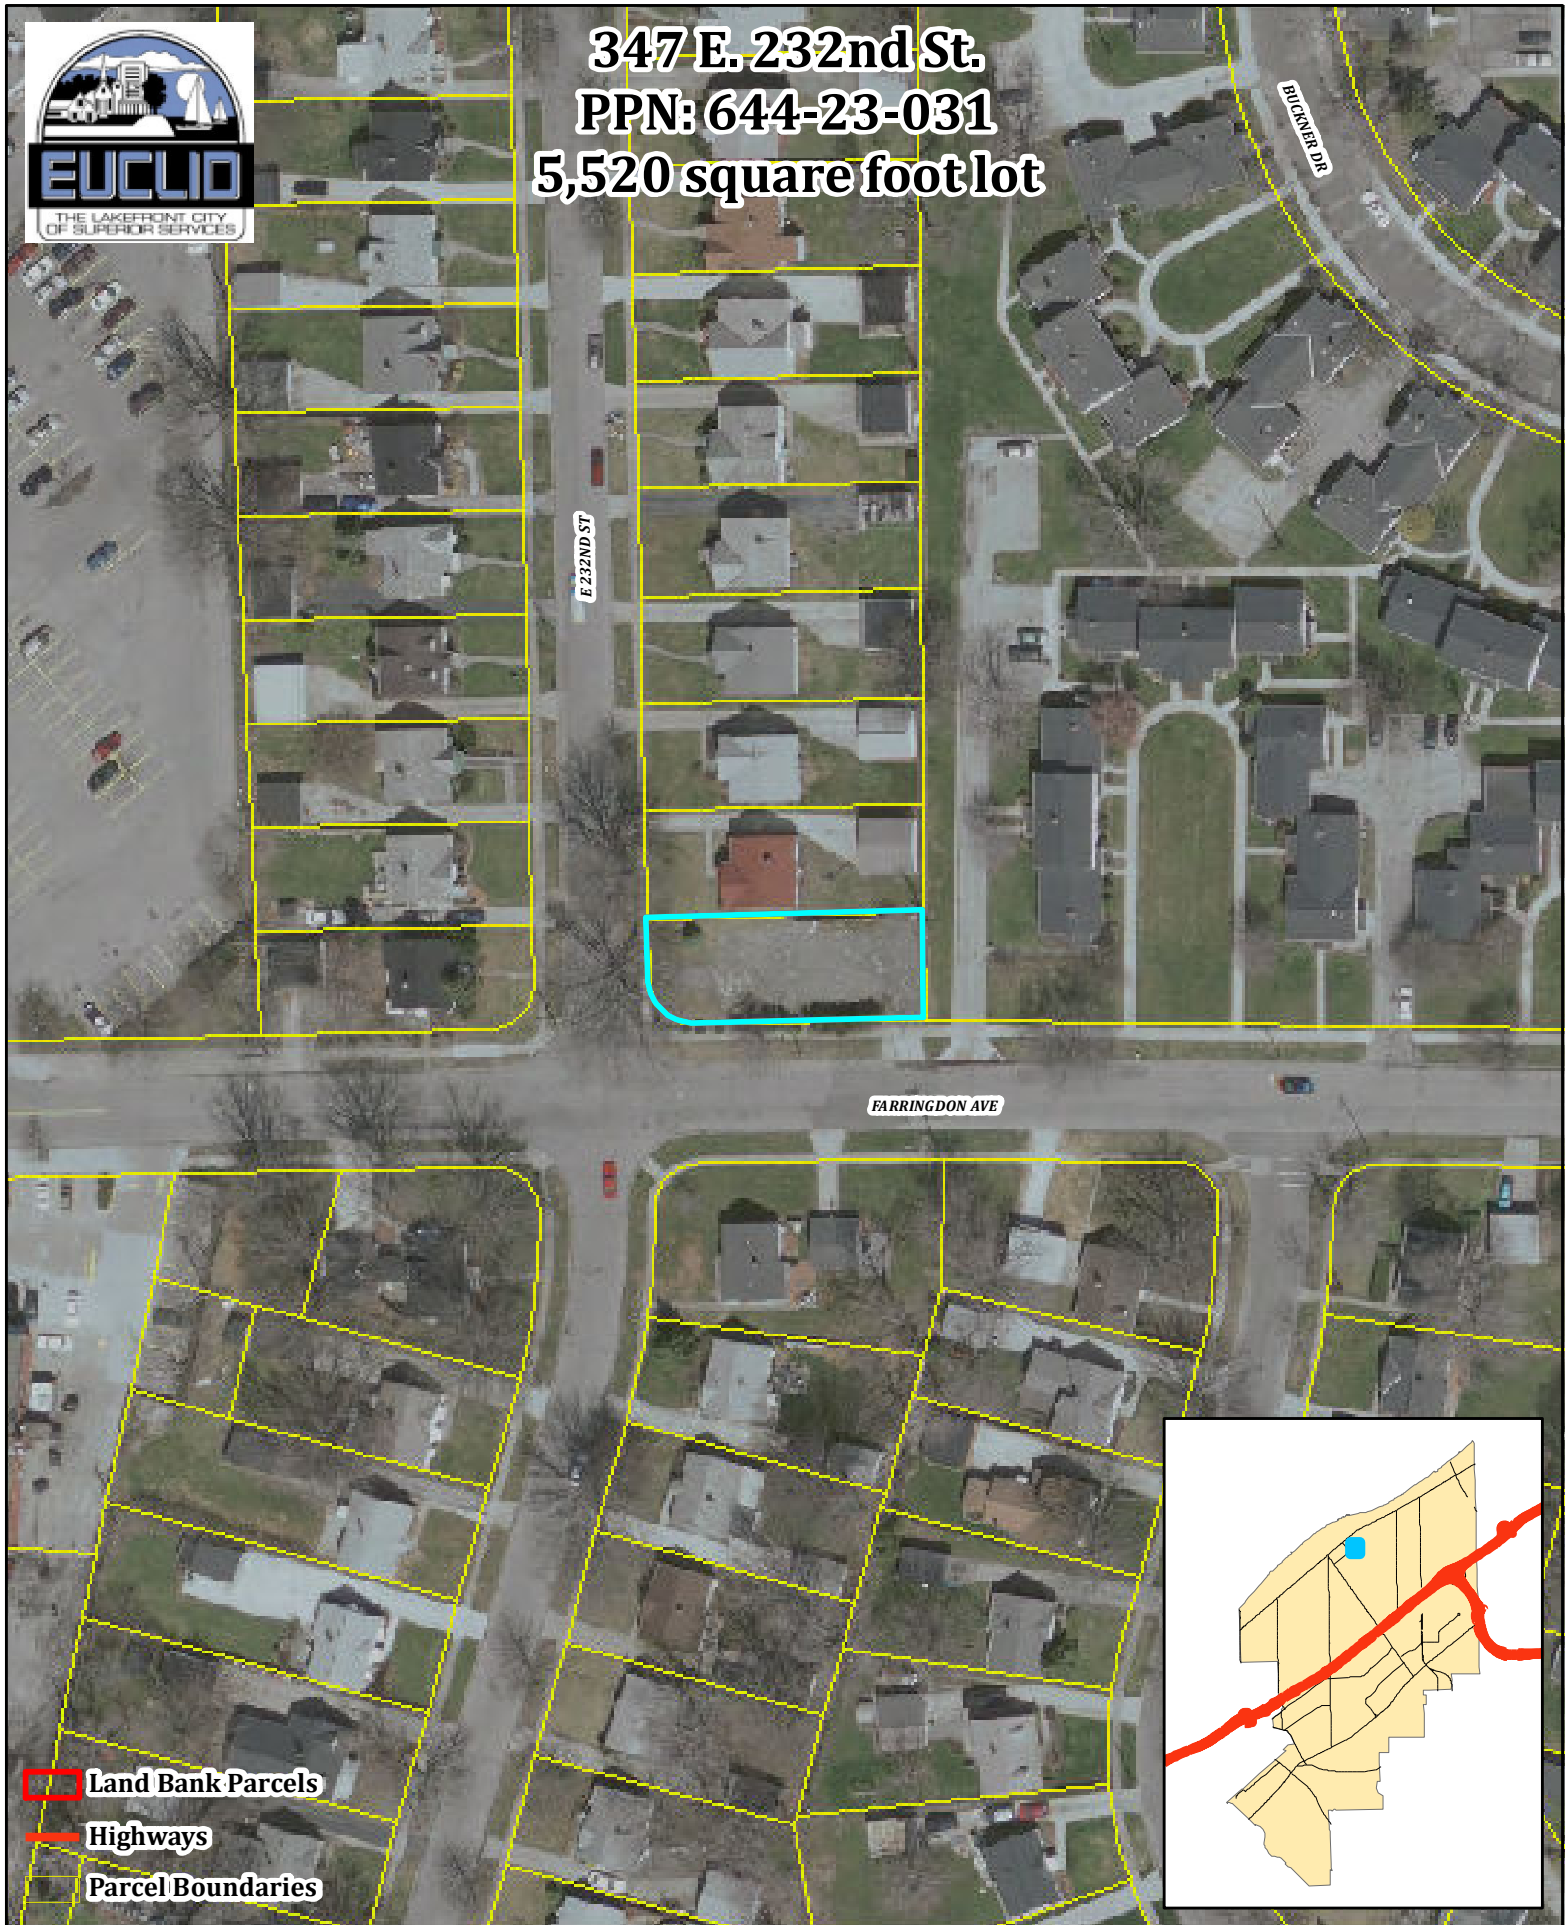 347 E. 232nd St.
PPN: 644-23-031
5,520 square foot lot
EUCLID
THE LAKEFRONT CITY
OF SUPERIOR SERVICES
BUCKNER DR
E 232ND ST
FARRINGDON AVE
Land Bank Parcels
Highways
Parcel Boundaries